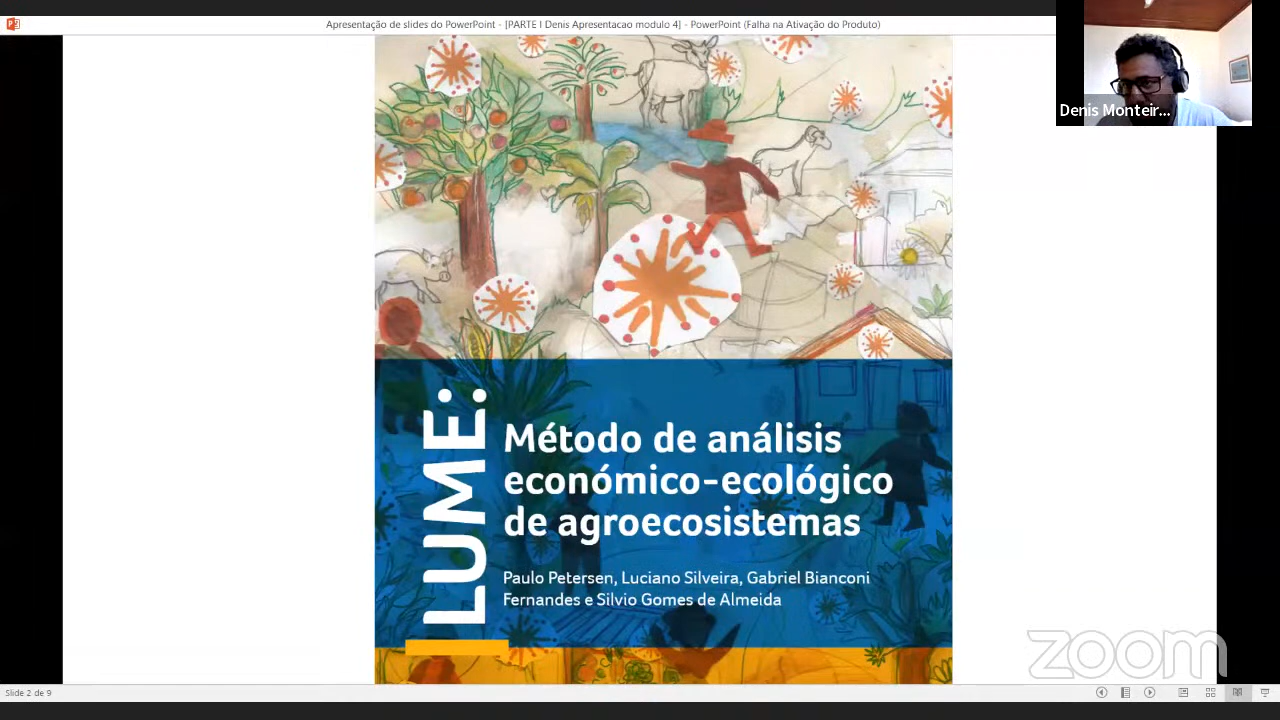 Apresentação de slides do PowerPoint - [PARTE I Denis Apresentacao modulo 4] - PowerPoint (Falha na Ativação do Produto)
Denis Monteir...
LUME:
Método de análisis
económico-ecológico
de agroecosistemas
Paulo Petersen, Luciano Silveira, Gabriel Bianconi
Fernandes e Silvio Gomes de Almeida
zoom
Slide 2 de 9